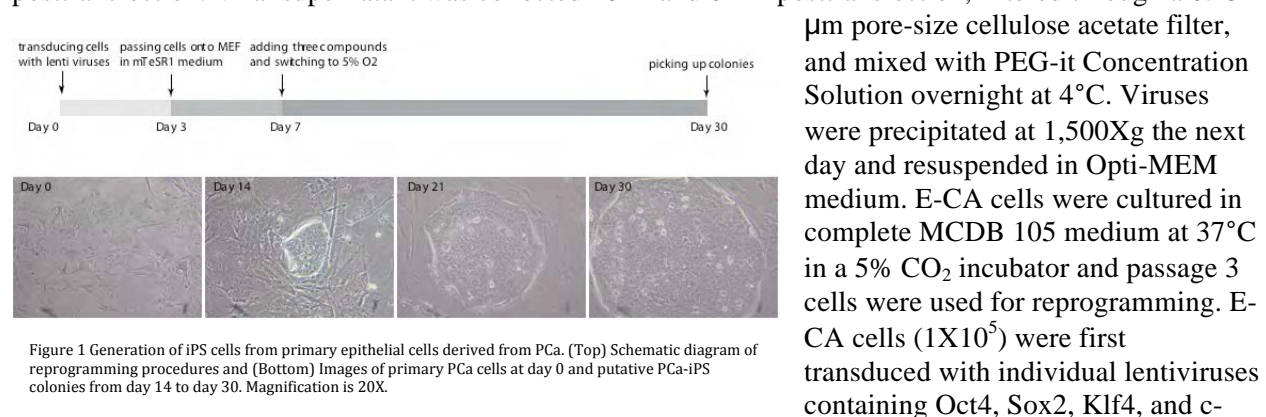 transducing cells
with lenti viruses
passing cells onto MEF
in mTeSR1 medium
adding three compounds
and switching to 5% O2
picking up colonies
Day 0
Day 3
Day 7
Day 30
Day 0
Day 14
Day 21
Day 30
Figure 1 Generation of iPS cells from primary epithelial cells derived from PCa. (Top) Schematic diagram of
reprogramming procedures and (Bottom) Images of primary PCa cells at day 0 and putative PCa-iPS
colonies from day 14 to day 30. Magnification is 20X.
µm pore-size cellulose acetate filter,
and mixed with PEG-it Concentration
Solution overnight at 4°C. Viruses
were precipitated at 1,500Xg the next
day and resuspended in Opti-MEM
medium. E-CA cells were cultured in
complete MCDB 105 medium at 37°C
in a 5% CO₂ incubator and passage 3
cells were used for reprogramming. E-
CA cells (1X10⁵) were first
transduced with individual lentiviruses
containing Oct4, Sox2, Klf4, and c-